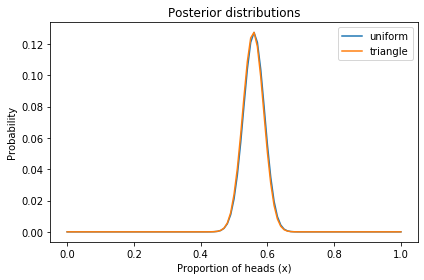 Posterior distributions
uniform
triangle
0.12
0.10
0.08
0.06
0.04
0.02
0.00
Probability
0.0 0.2 0.4 0.6 0.8 1.0
Proportion of heads (x)